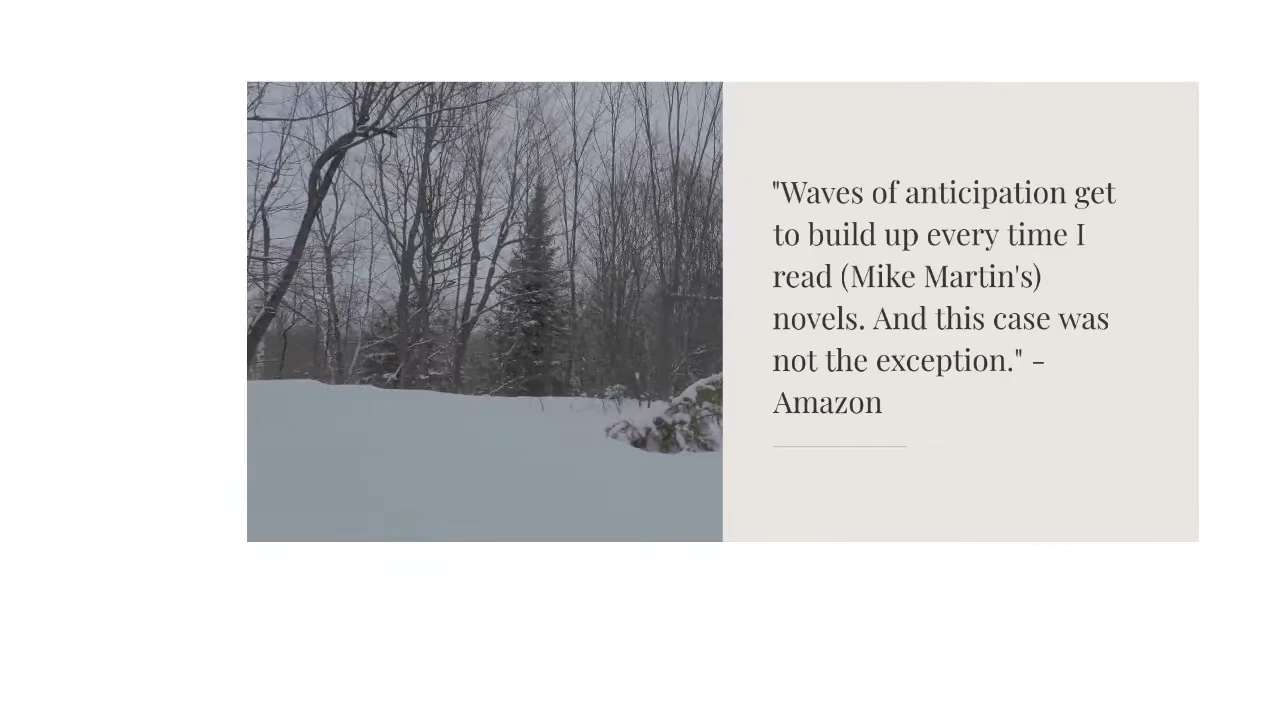 "Waves of anticipation get
to build up every time I
read (Mike Martin's)
novels. And this case was
not the exception." -
Amazon